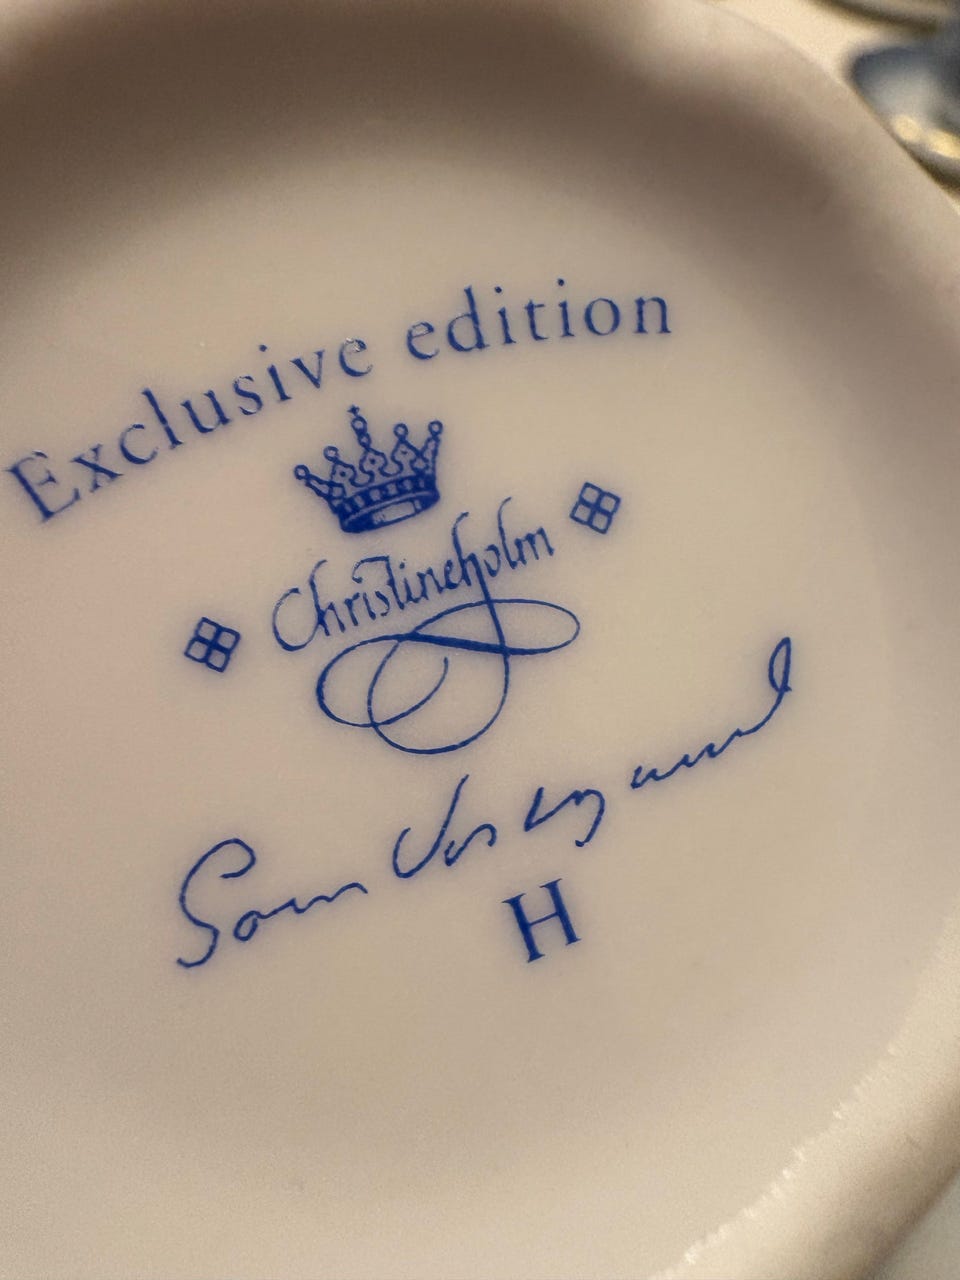 Exclusive edition
Christineholm
H